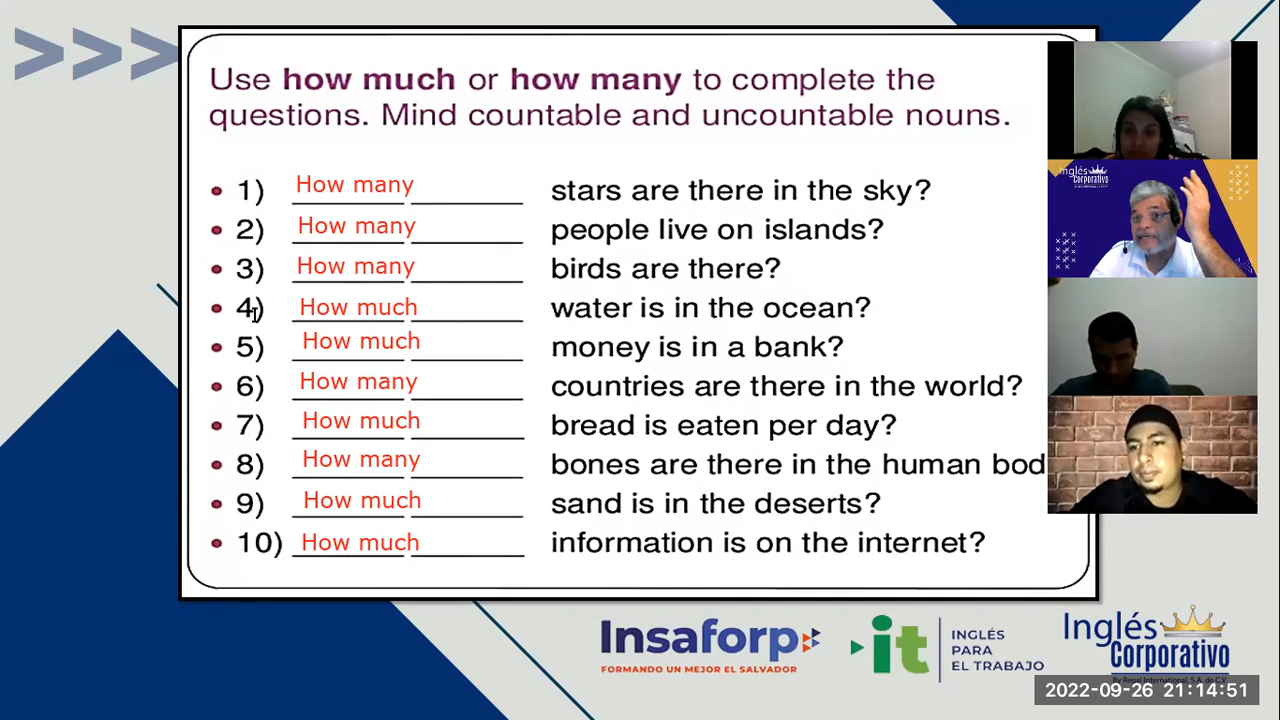 Use how much or how many to complete the
questions. Mind countable and uncountable nouns.
1) How many stars are there in the sky?
2) How many people live on islands?
3) How many birds are there?
4) How much water is in the ocean?
5) How much money is in a bank?
6) How many countries are there in the world?
7) How much bread is eaten per day?
8) How many bones are there in the human bod
9) How much sand is in the deserts?
10) How much information is on the internet?
Inglés
Corporativo
Insaforp
FORMANDO UN MEJOR EL SALVADOR
it
INGLÉS
PARA
EL TRABAJO
Inglés
Corporativo
By Repal International, S.A. de C.V.
2022-09-26 21:14:51